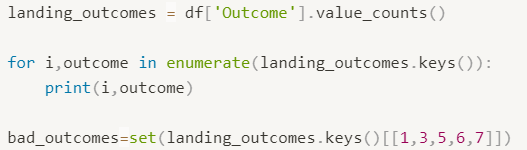 landing_outcomes = df['Outcome'].value_counts()
for i,outcome in enumerate(landing_outcomes.keys()):
    print(i,outcome)
bad_outcomes=set(landing_outcomes.keys()[[1,3,5,6,7]])